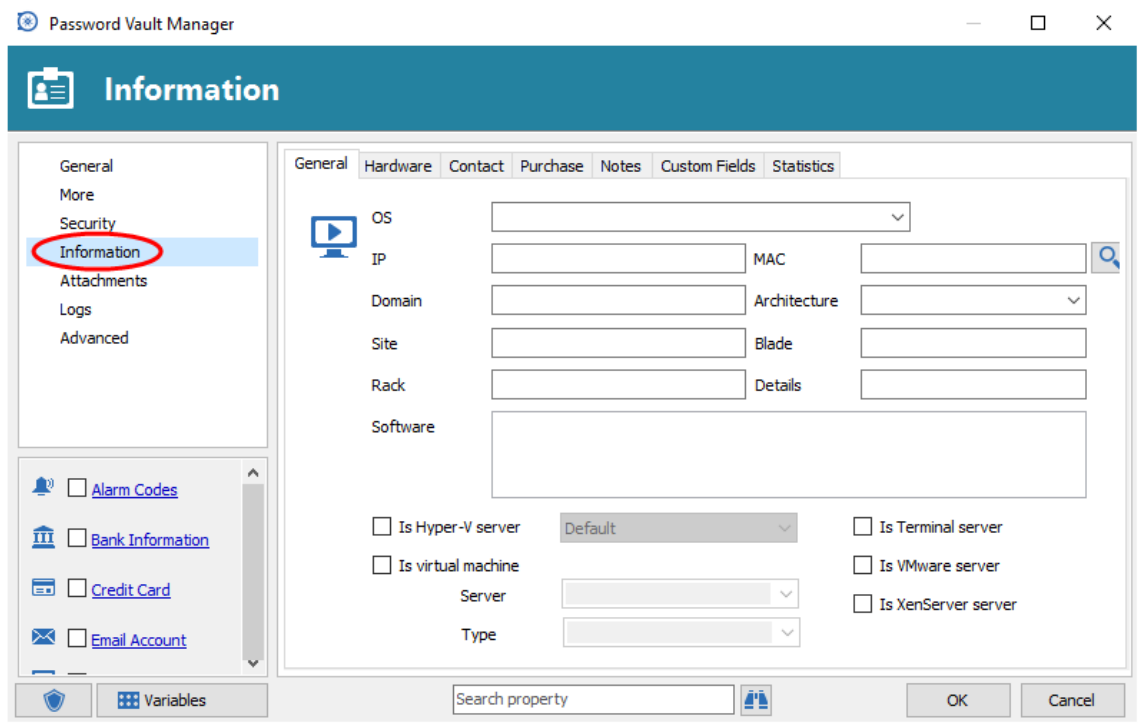 Password Vault Manager
Information
General
More
Security
Information
Attachments
Logs
Advanced
Alarm Codes
Bank Information
Credit Card
Email Account
General Hardware Contact Purchase Notes Custom Fields Statistics
OS
IP MAC
Domain Architecture
Site Blade
Rack Details
Software
Is Hyper-V server Default Is Terminal server
Is virtual machine Is VMware server
Server Is XenServer server
Type
Variables Search property OK Cancel